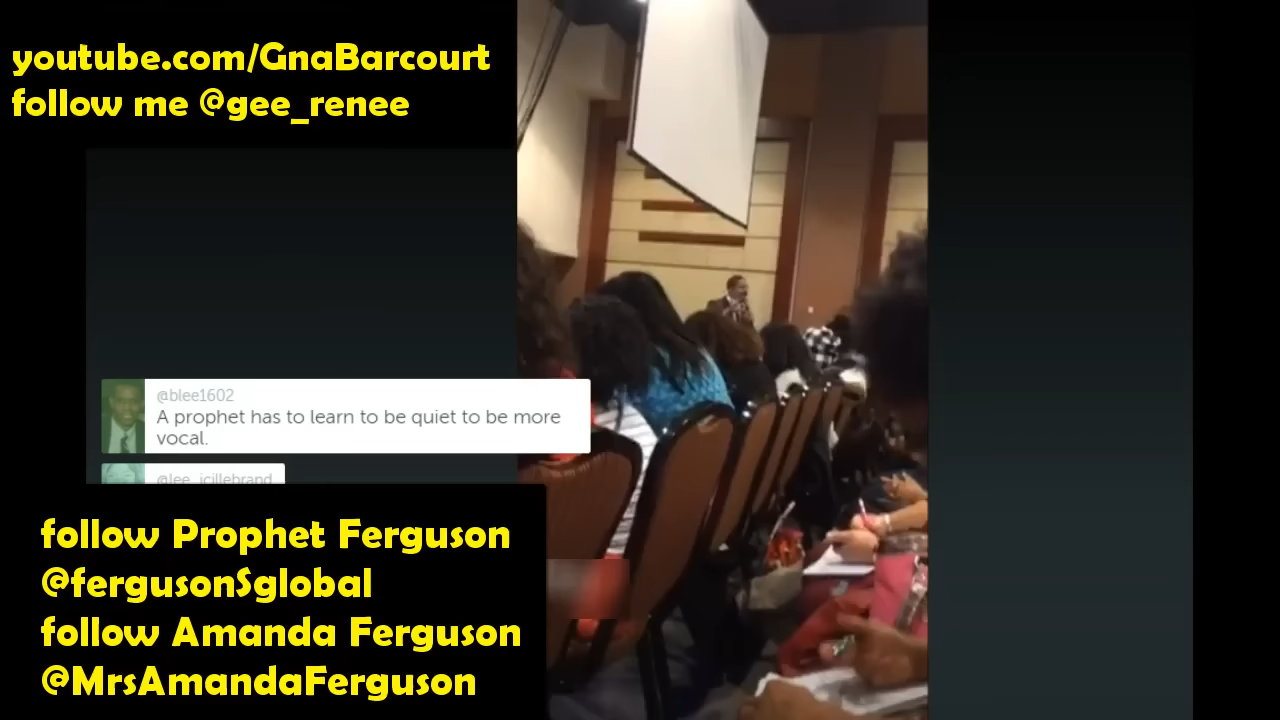 youtube.com/GnaBarcourt
follow me @gee_renee
@blee1602
A prophet has to learn to be quiet to be more
vocal.
@lee_jcillebrand
follow Prophet Ferguson
@fergusonSglobal
follow Amanda Ferguson
@MrsAmandaFerguson